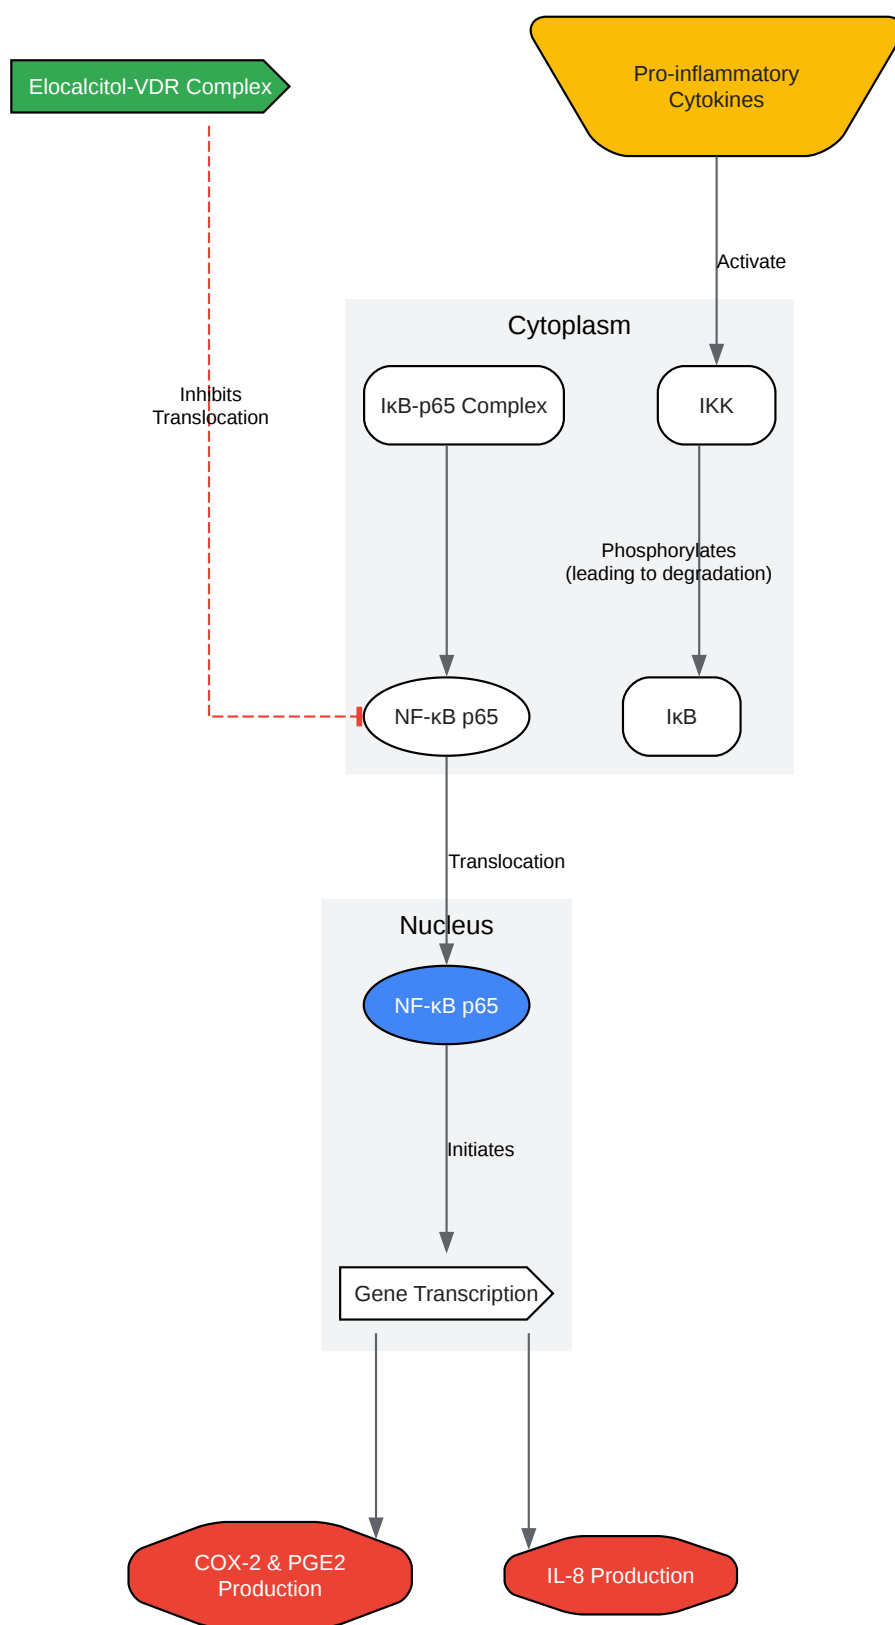 Elocalcitol-VDR Complex
Pro-inflammatory
Cytokines
Activate
Cytoplasm
Inhibits
Translocation
IκB-p65 Complex
IKK
Phosphorylates
(leading to degradation)
NF-κB p65
IκB
Translocation
Nucleus
NF-κB p65
Initiates
Gene Transcription
COX-2 & PGE2
Production
IL-8 Production